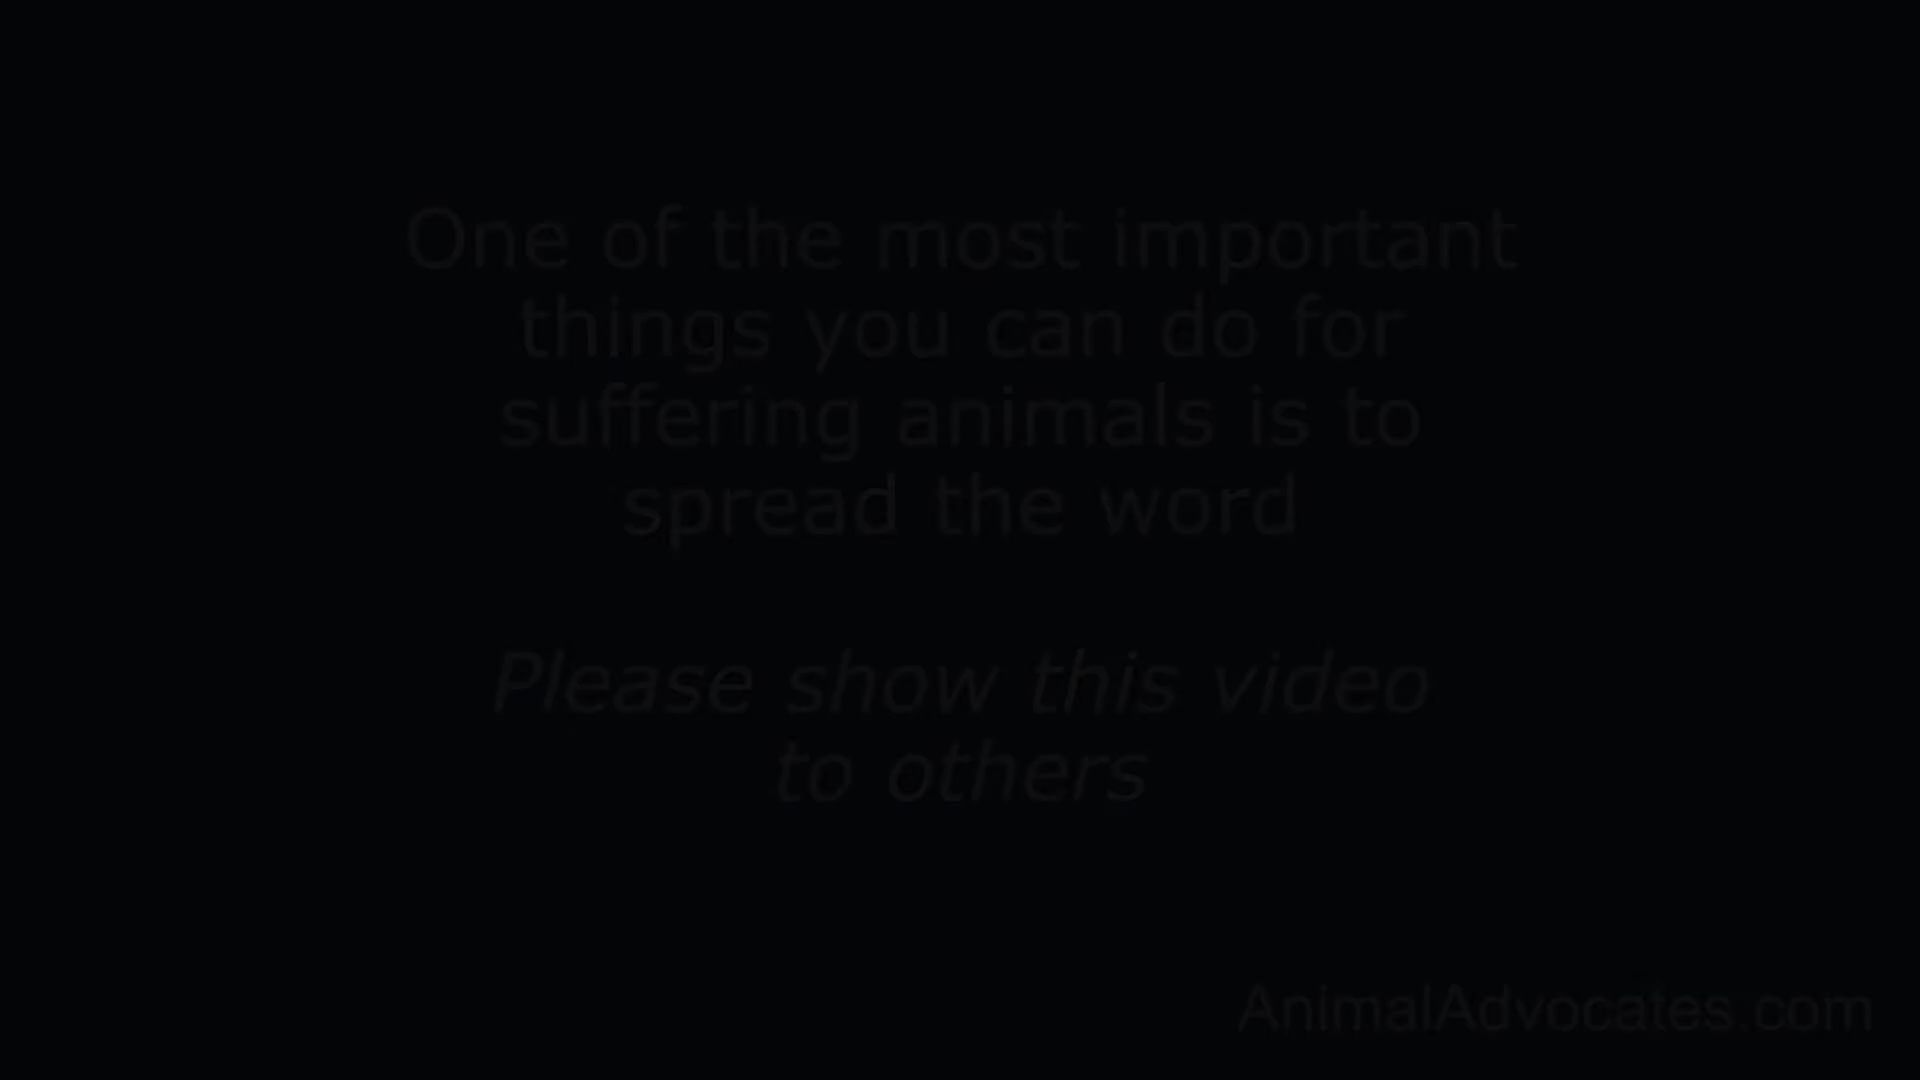 One of the most important
things you can do for
suffering animals is to
spread the word
Please show this video
to others
AnimalAdvocates.com